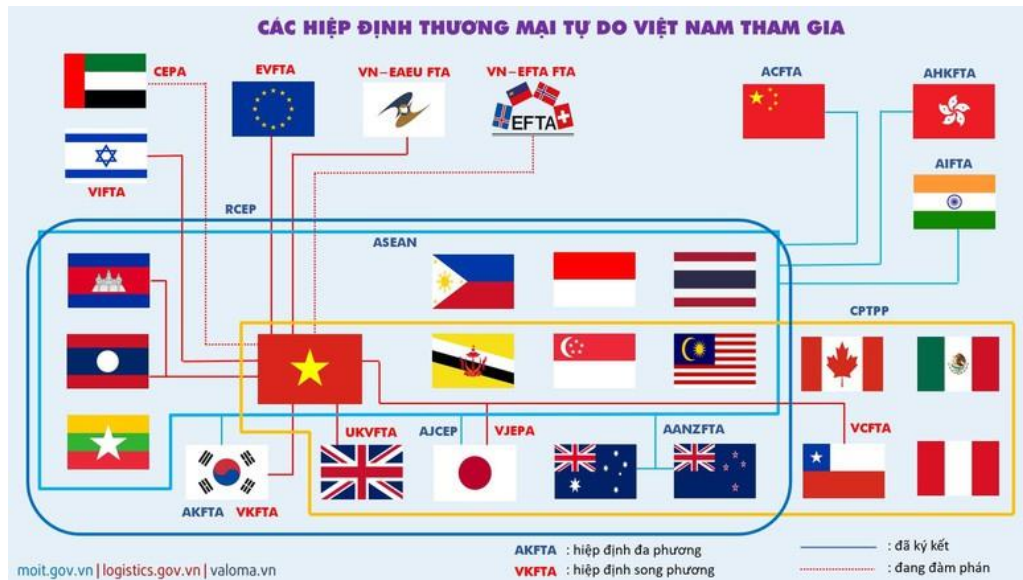 CÁC HIỆP ĐỊNH THƯƠNG MẠI TỰ DO VIỆT NAM THAM GIA
CEPA
EVFTA
VN–EAEU FTA
VN–EFTA FTA
ACFTA
AHKFTA
EFTA
VIFTA
AIFTA
RCEP
ASEAN
CPTPP
UKVFTA
AJCEP
VJEPA
AANZFTA
VCFTA
AKFTA
VKFTA
AKFTA : hiệp định đa phương
: đã ký kết
VKFTA : hiệp định song phương
: đang đàm phán
moit.gov.vn | logistics.gov.vn | valoma.vn